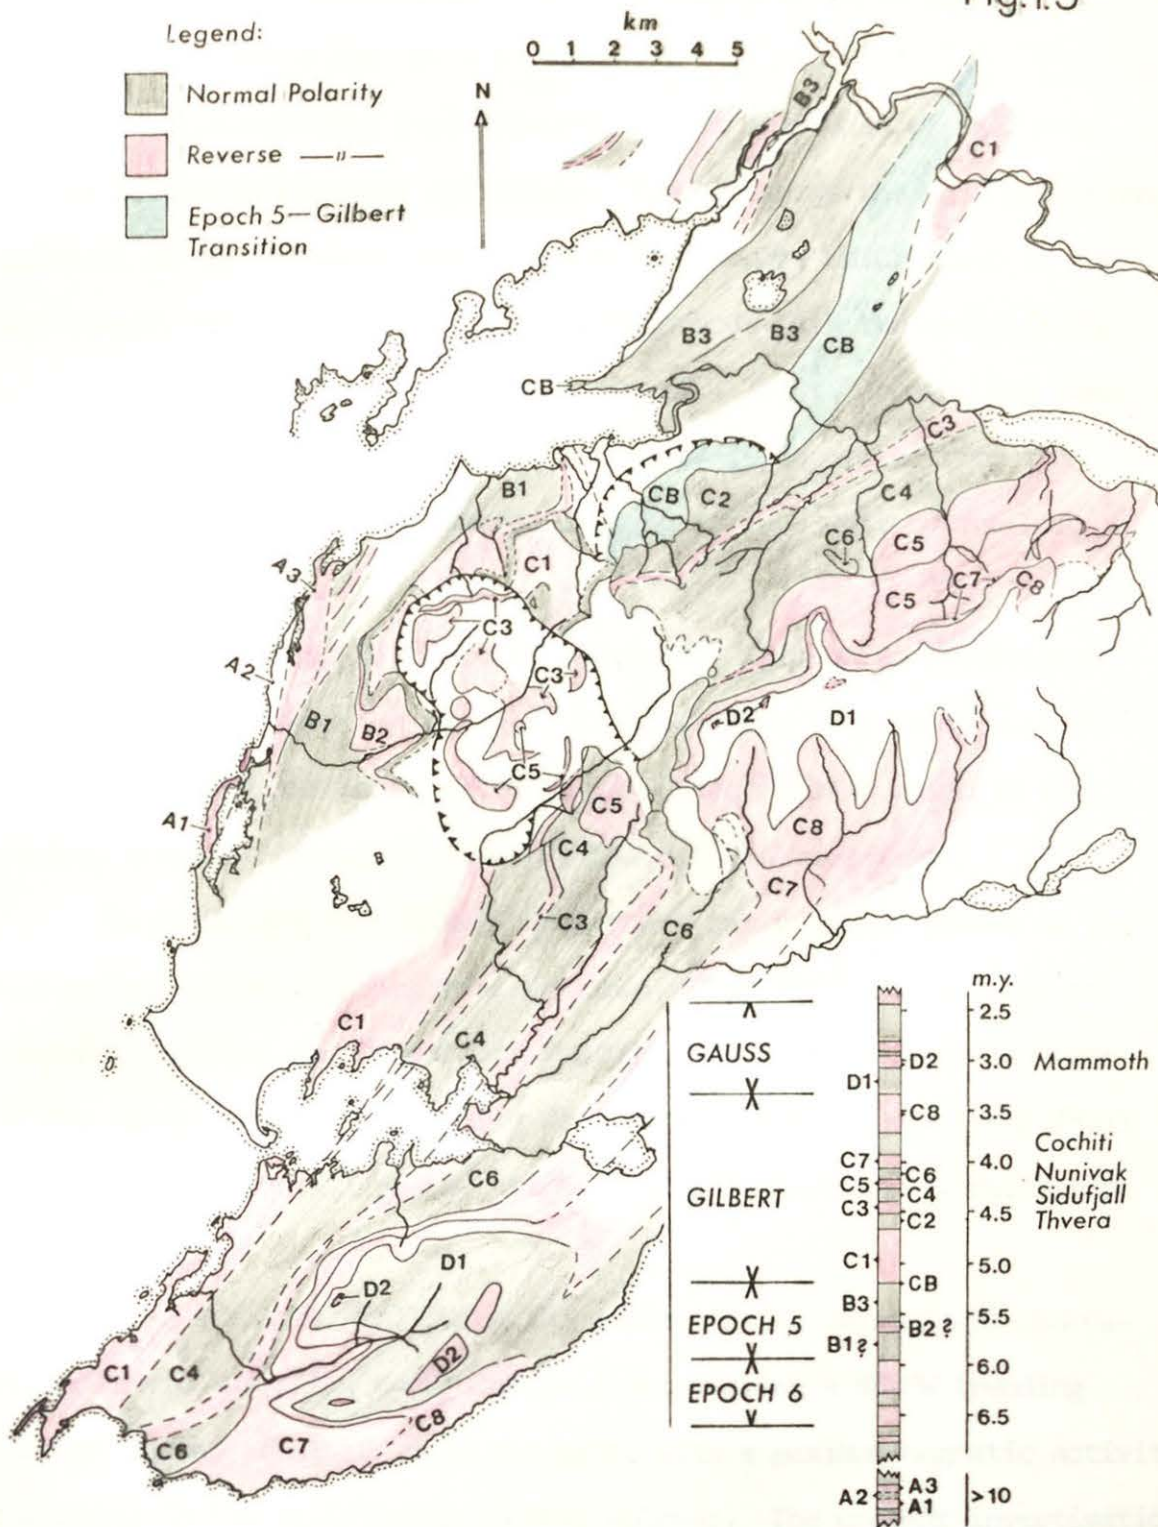 Fig.1.3
Legend:
Normal Polarity
Reverse —"—
Epoch 5—Gilbert
Transition
km
0 1 2 3 4 5
N
B3
C1
B3
B3
CB
CB
C3
B1
CB
C2
C4
A3
C1
C6
C5
C3
C5
C7
C8
A2
C3
B1
B2
D2
D1
C5
A1
C5
C8
C4
C7
C3
C6
C1
C4
C6
D1
D2
D2
C1
C4
C8
C6
C7
m.y.
2.5
GAUSS
D2
3.0
Mammoth
D1
C8
3.5
Cochiti
C7
4.0
C6
Nunivak
C5
C4
Sidufjall
GILBERT
C3
4.5
C2
Thvera
C1
5.0
CB
B3
5.5
EPOCH 5
B2?
B1?
6.0
EPOCH 6
6.5
A2
A3
A1
>10